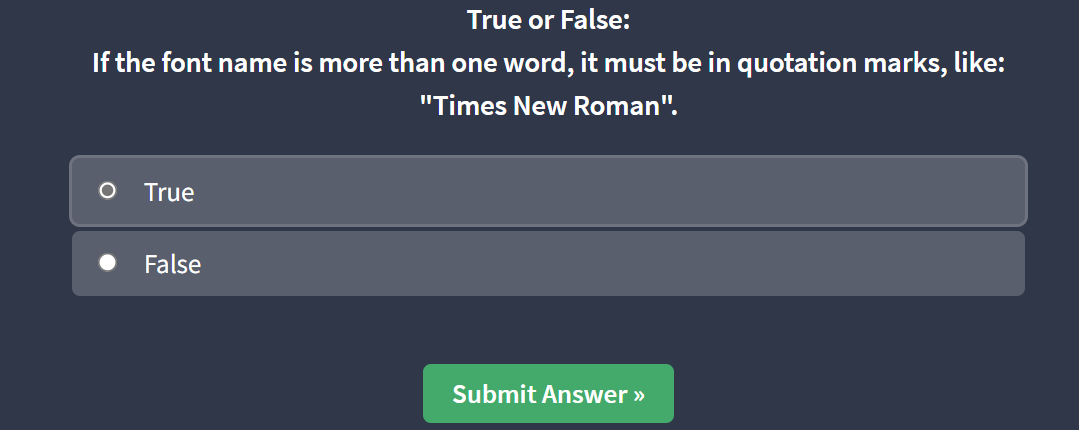 True or False:
If the font name is more than one word, it must be in quotation marks, like:
"Times New Roman".
True
False
Submit Answer »